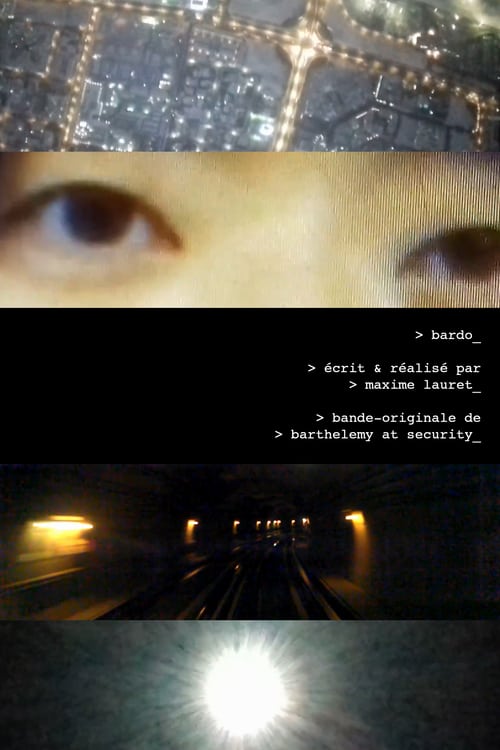 > bardo_
> écrit & réalisé par
> maxime lauret_
> bande-originale de
> barthelemy at security_